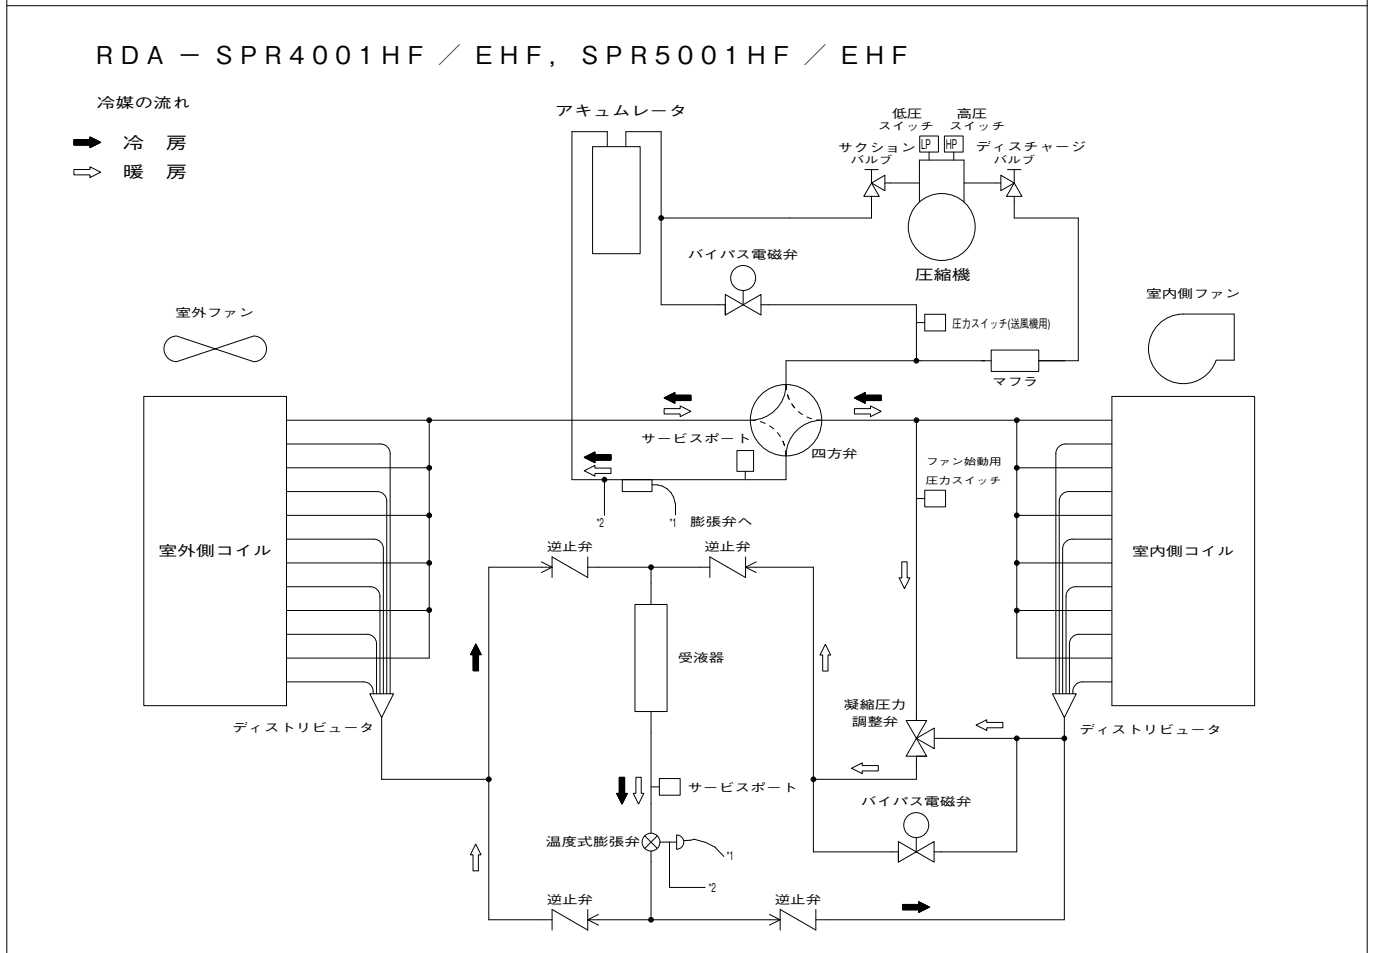 RDA－SPR4001HF／EHF，SPR5001HF／EHF
冷媒の流れ
冷　房
暖　房
アキュムレータ
低圧
スイッチ
高圧
スイッチ
LP
HP
サクション
バルブ
ディスチャージ
バルブ
圧縮機
バイパス電磁弁
室外ファン
室内側ファン
圧力スイッチ(送風機用)
マフラ
サービスポート
四方弁
ファン始動用
圧力スイッチ
*2
*1
膨張弁へ
逆止弁
逆止弁
室外側コイル
室内側コイル
受液器
凝縮圧力
調整弁
ディストリビュータ
ディストリビュータ
サービスポート
バイパス電磁弁
温度式膨張弁
*1
*2
逆止弁
逆止弁